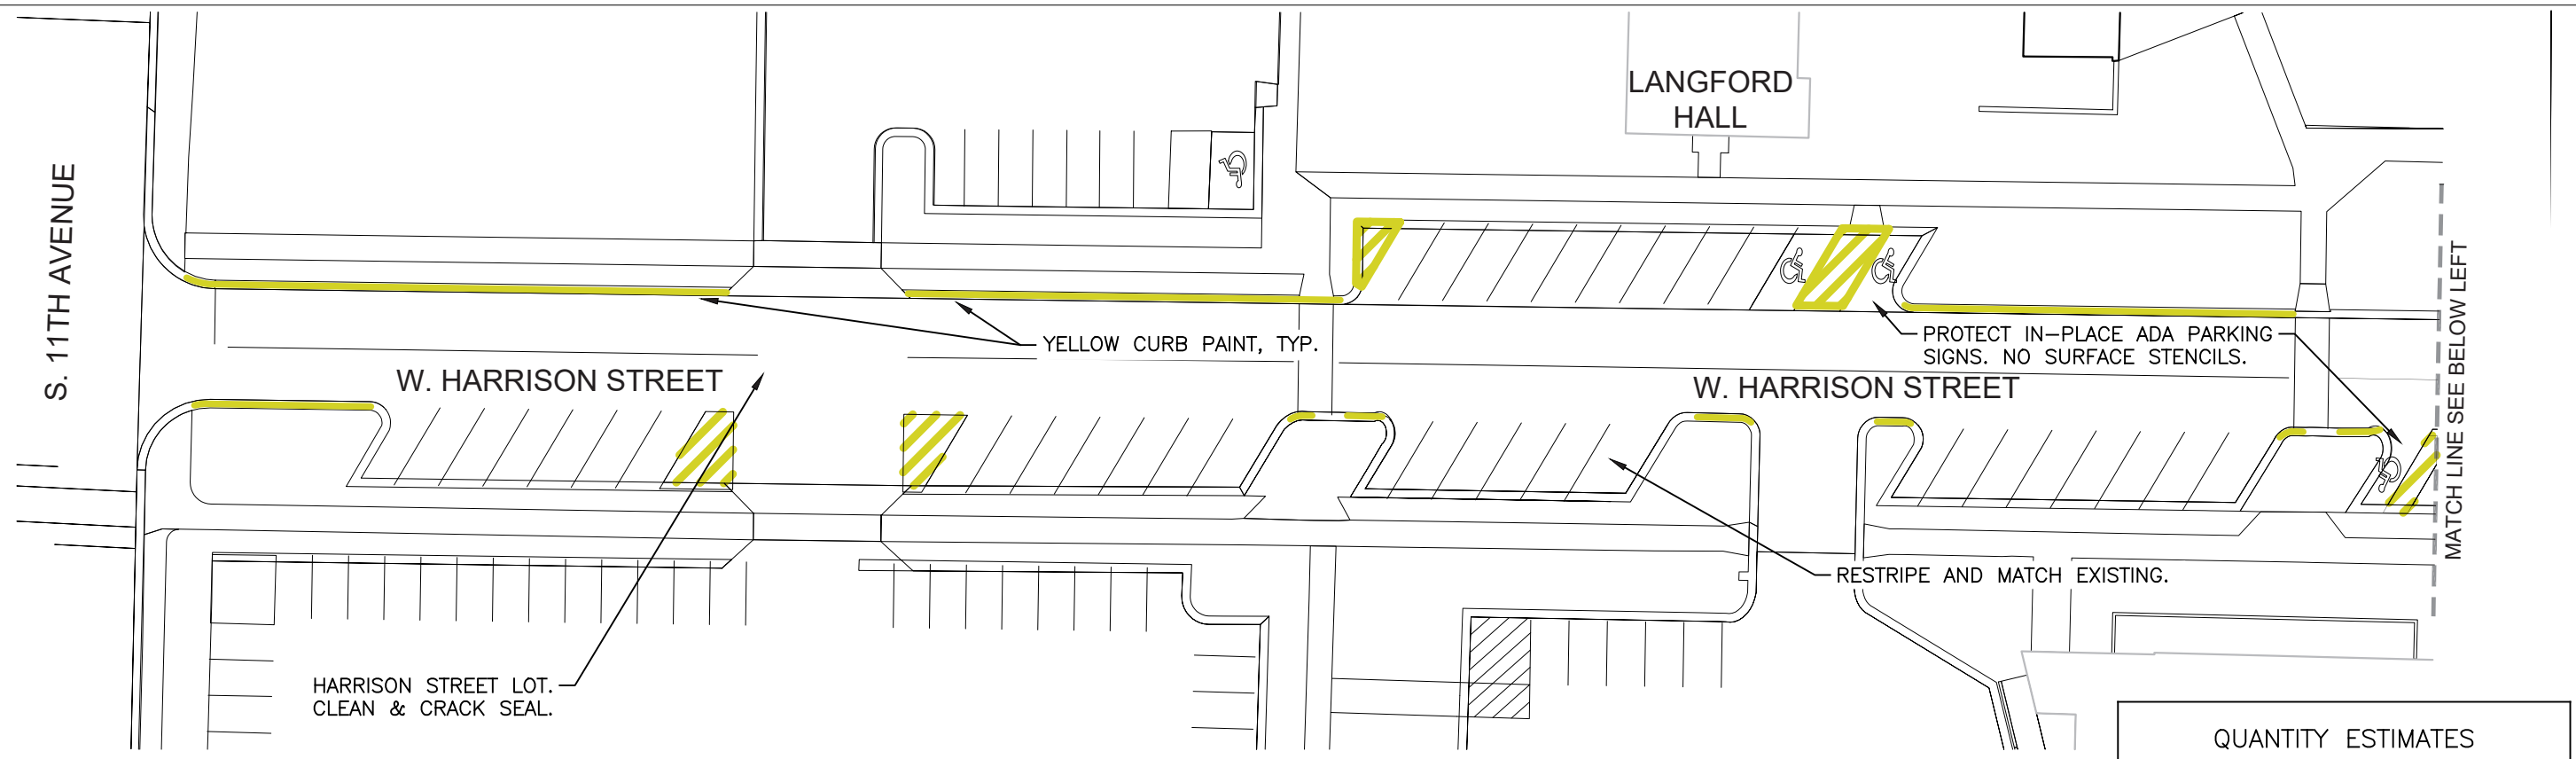 LANGFORD
HALL
S. 11TH AVENUE
YELLOW CURB PAINT, TYP.
PROTECT IN-PLACE ADA PARKING
SIGNS. NO SURFACE STENCILS.
W. HARRISON STREET
W. HARRISON STREET
MATCH LINE SEE BELOW LEFT
RESTRIPE AND MATCH EXISTING.
HARRISON STREET LOT.
CLEAN & CRACK SEAL.
QUANTITY ESTIMATES